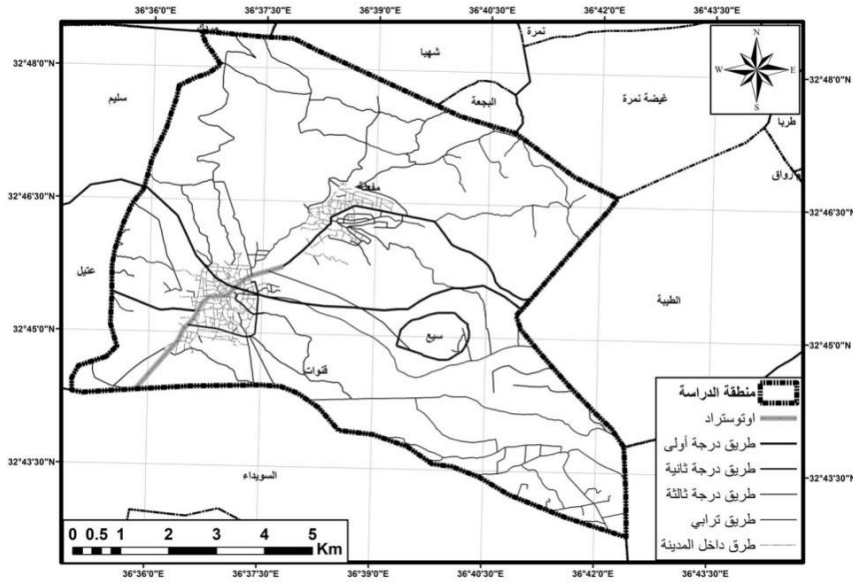 36°36'0"E 36°37'30"E 36°39'0"E 36°40'30"E 36°42'0"E 36°43'30"E
شهبا
نمرة
N
W E
S
32°48'0"N
32°48'0"N
سليم
البجعة
غيضة نمرة
طربا
رواق
مفعلة
32°46'30"N
32°46'30"N
عتيل
الطيبة
32°45'0"N
32°45'0"N
سيع
قنوات
منطقة الدراسة
اوتوستراد
طريق درجة أولى
طريق درجة ثانية
طريق درجة ثالثة
طريق ترابي
طرق داخل المدينة
32°43'30"N
32°43'30"N
السويداء
0 0.5 1 2 3 4 5
Km
36°36'0"E 36°37'30"E 36°39'0"E 36°40'30"E 36°42'0"E 36°43'30"E